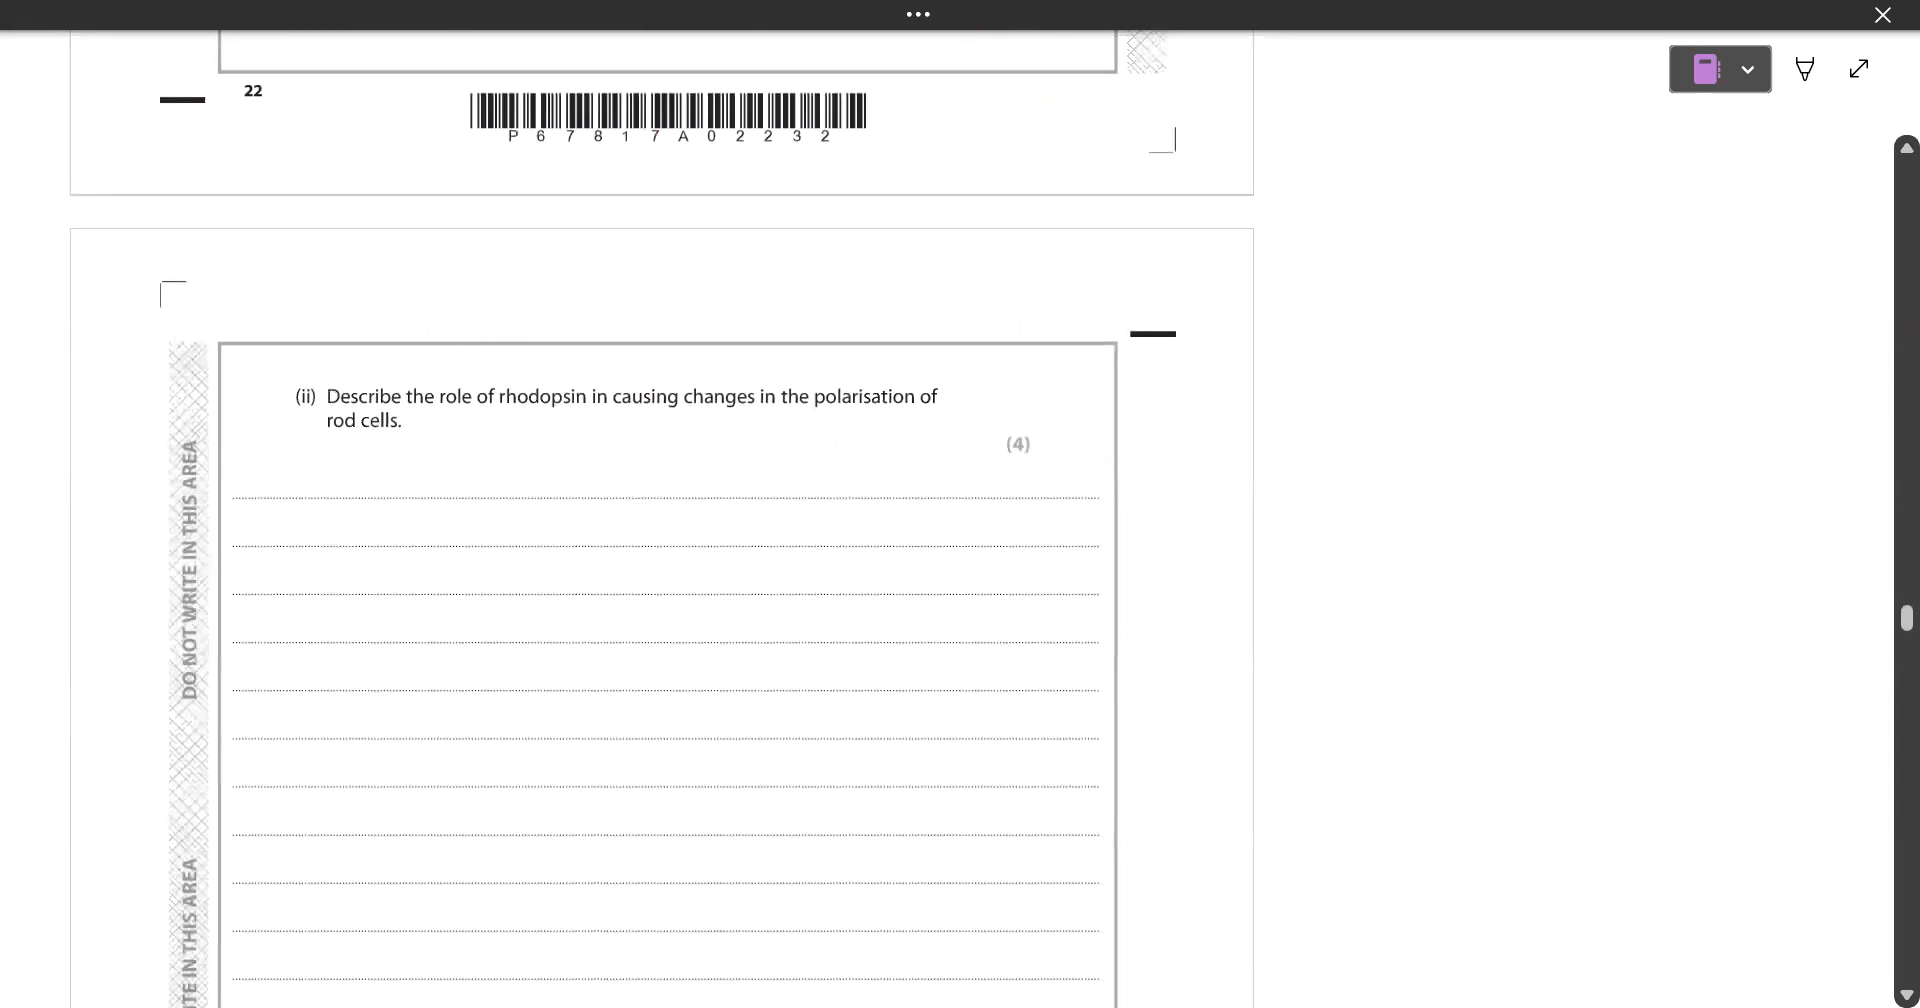 22
P 6 7 8 1 7 A 0 2 2 3 2
(ii) Describe the role of rhodopsin in causing changes in the polarisation of
rod cells.
(4)
DO NOT WRITE IN THIS AREA
TE IN THIS AREA